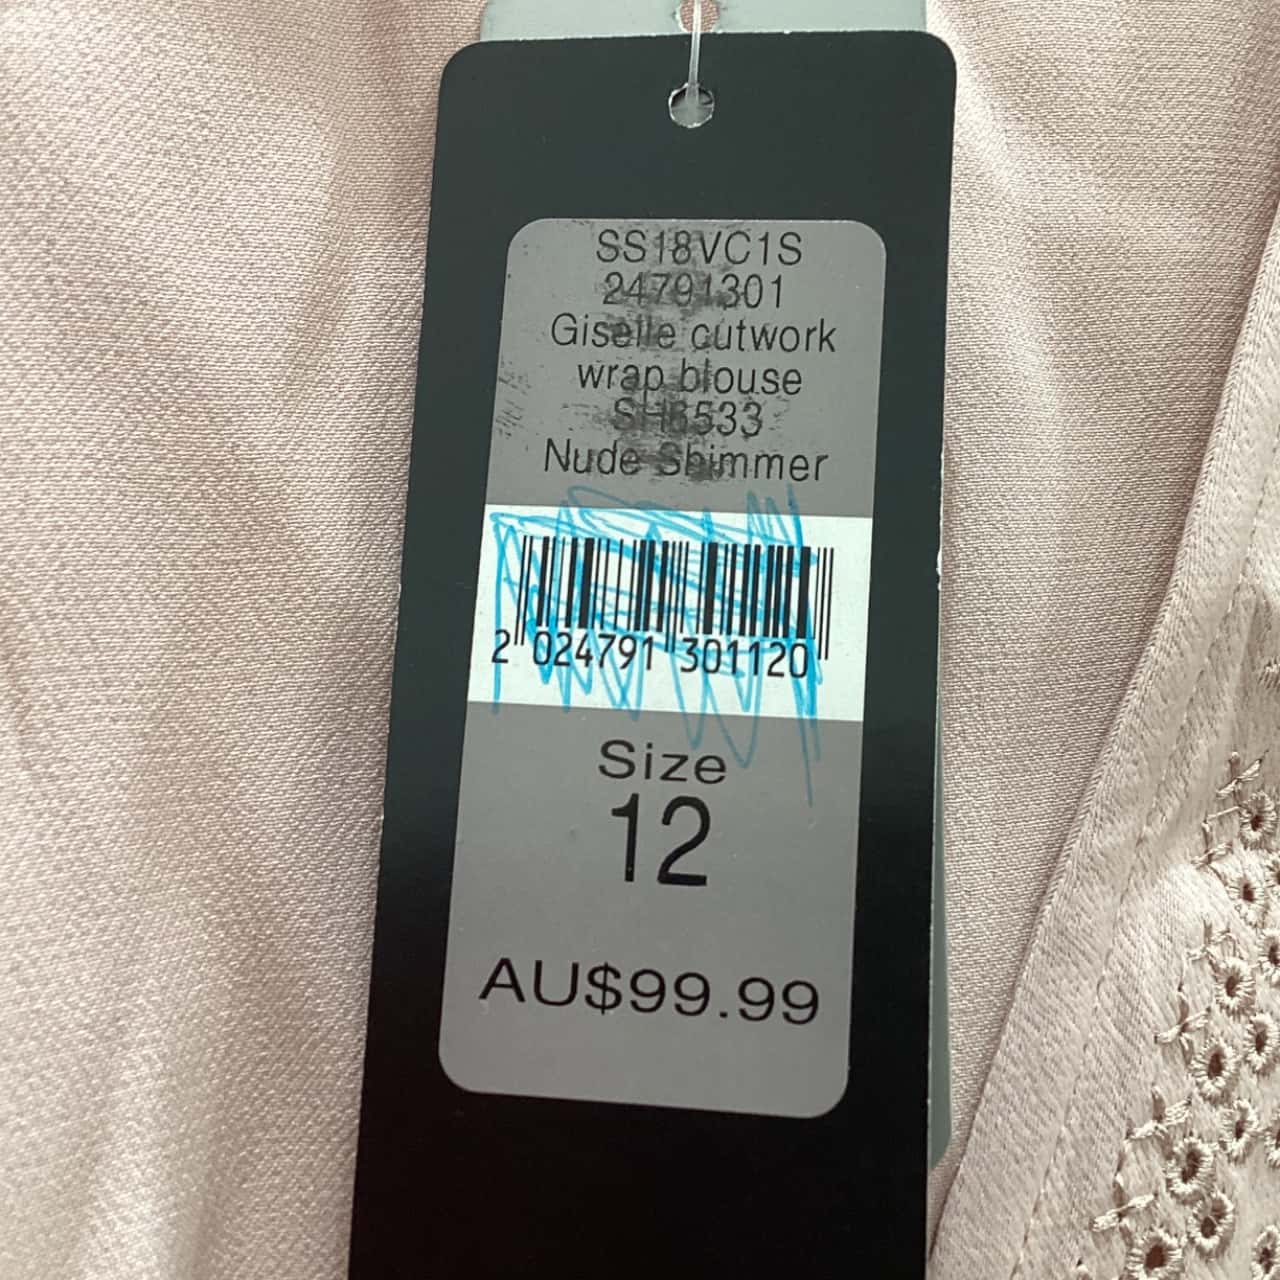 SS18VC1S
24791301
Giselle cutwork
wrap blouse
SH6533
Nude Shimmer
2 024791 301120
Size
12
AU$99.99